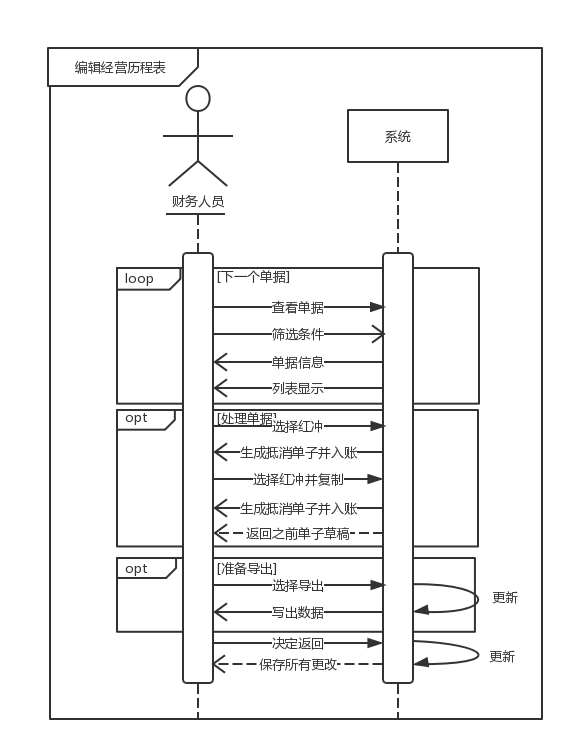 编辑经营历程表
系统
财务人员
loop
[下一个单据]
查看单据
筛选条件
单据信息
列表显示
opt
[处理单据]
选择红冲
生成抵消单子并入账
选择红冲并复制
生成抵消单子并入账
返回之前单子草稿
opt
[准备导出]
选择导出
更新
写出数据
决定返回
更新
保存所有更改